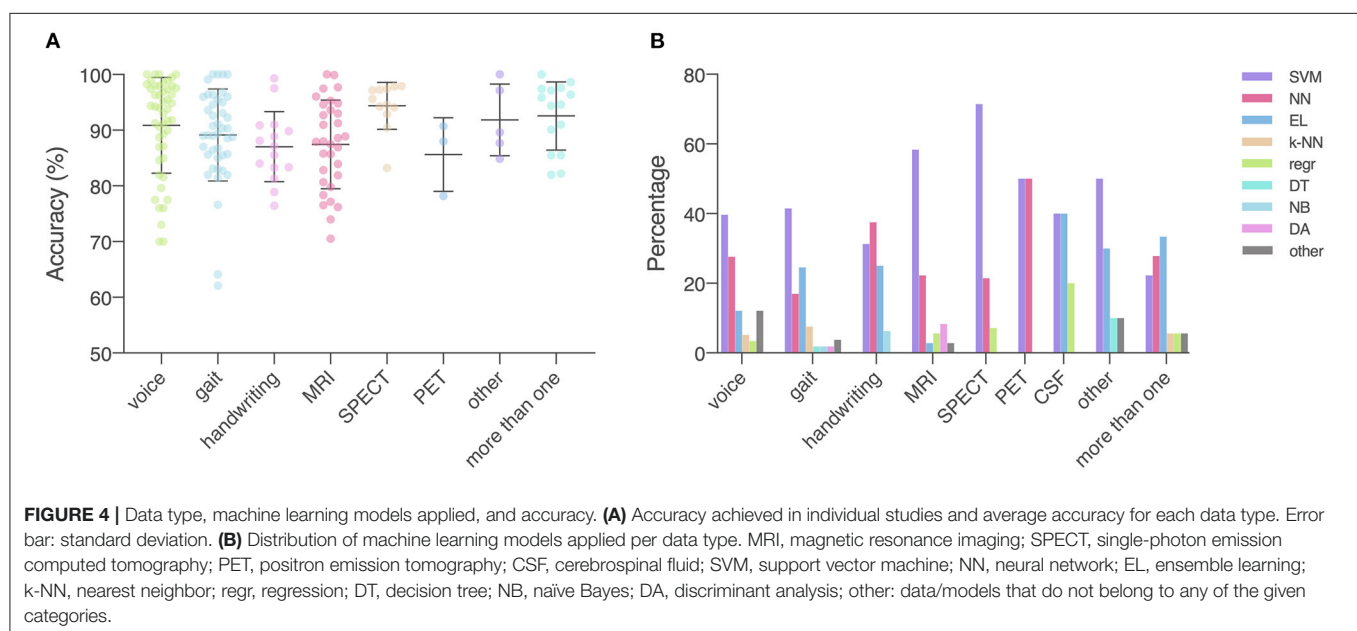 A
B
Accuracy (%)
100
90
80
70
60
50
voice
gait
handwriting
MRI
SPECT
PET
other
more than one
Percentage
80
60
40
20
0
voice
gait
handwriting
MRI
SPECT
PET
CSF
other
more than one
SVM
NN
EL
k-NN
regr
DT
NB
DA
other
FIGURE 4 | Data type, machine learning models applied, and accuracy. (A) Accuracy achieved in individual studies and average accuracy for each data type. Error
bar: standard deviation. (B) Distribution of machine learning models applied per data type. MRI, magnetic resonance imaging; SPECT, single-photon emission
computed tomography; PET, positron emission tomography; CSF, cerebrospinal fluid; SVM, support vector machine; NN, neural network; EL, ensemble learning;
k-NN, nearest neighbor; regr, regression; DT, decision tree; NB, naïve Bayes; DA, discriminant analysis; other: data/models that do not belong to any of the given
categories.